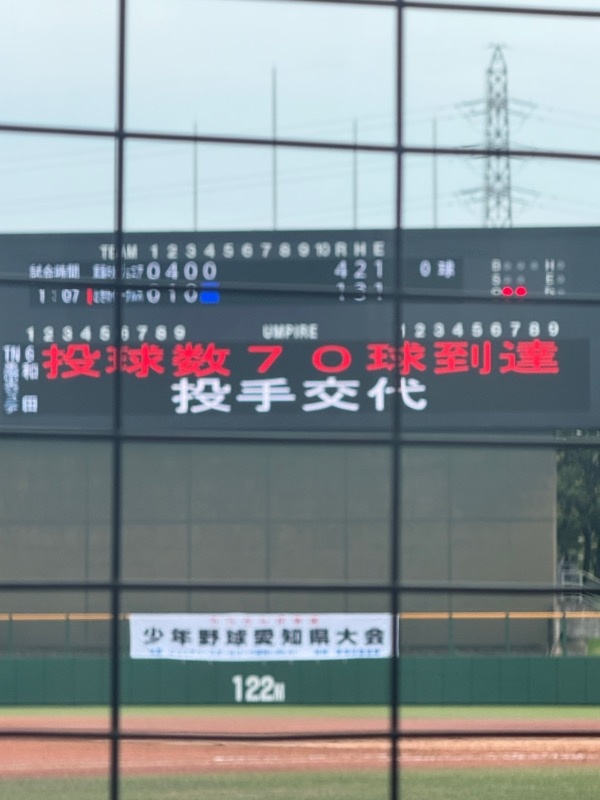 TEAM 1 2 3 4 5 6 7 8 9 10 R H E
試合時間 0 4 0 0 4 2 1 0球 B H
1:07 0 1 0 1 3 1 S E
1 2 3 4 5 6 7 8 9 UMPIRE 1 2 3 4 5 6 7 8 9
投球数70球到達
投手交代
少年野球愛知県大会
122M